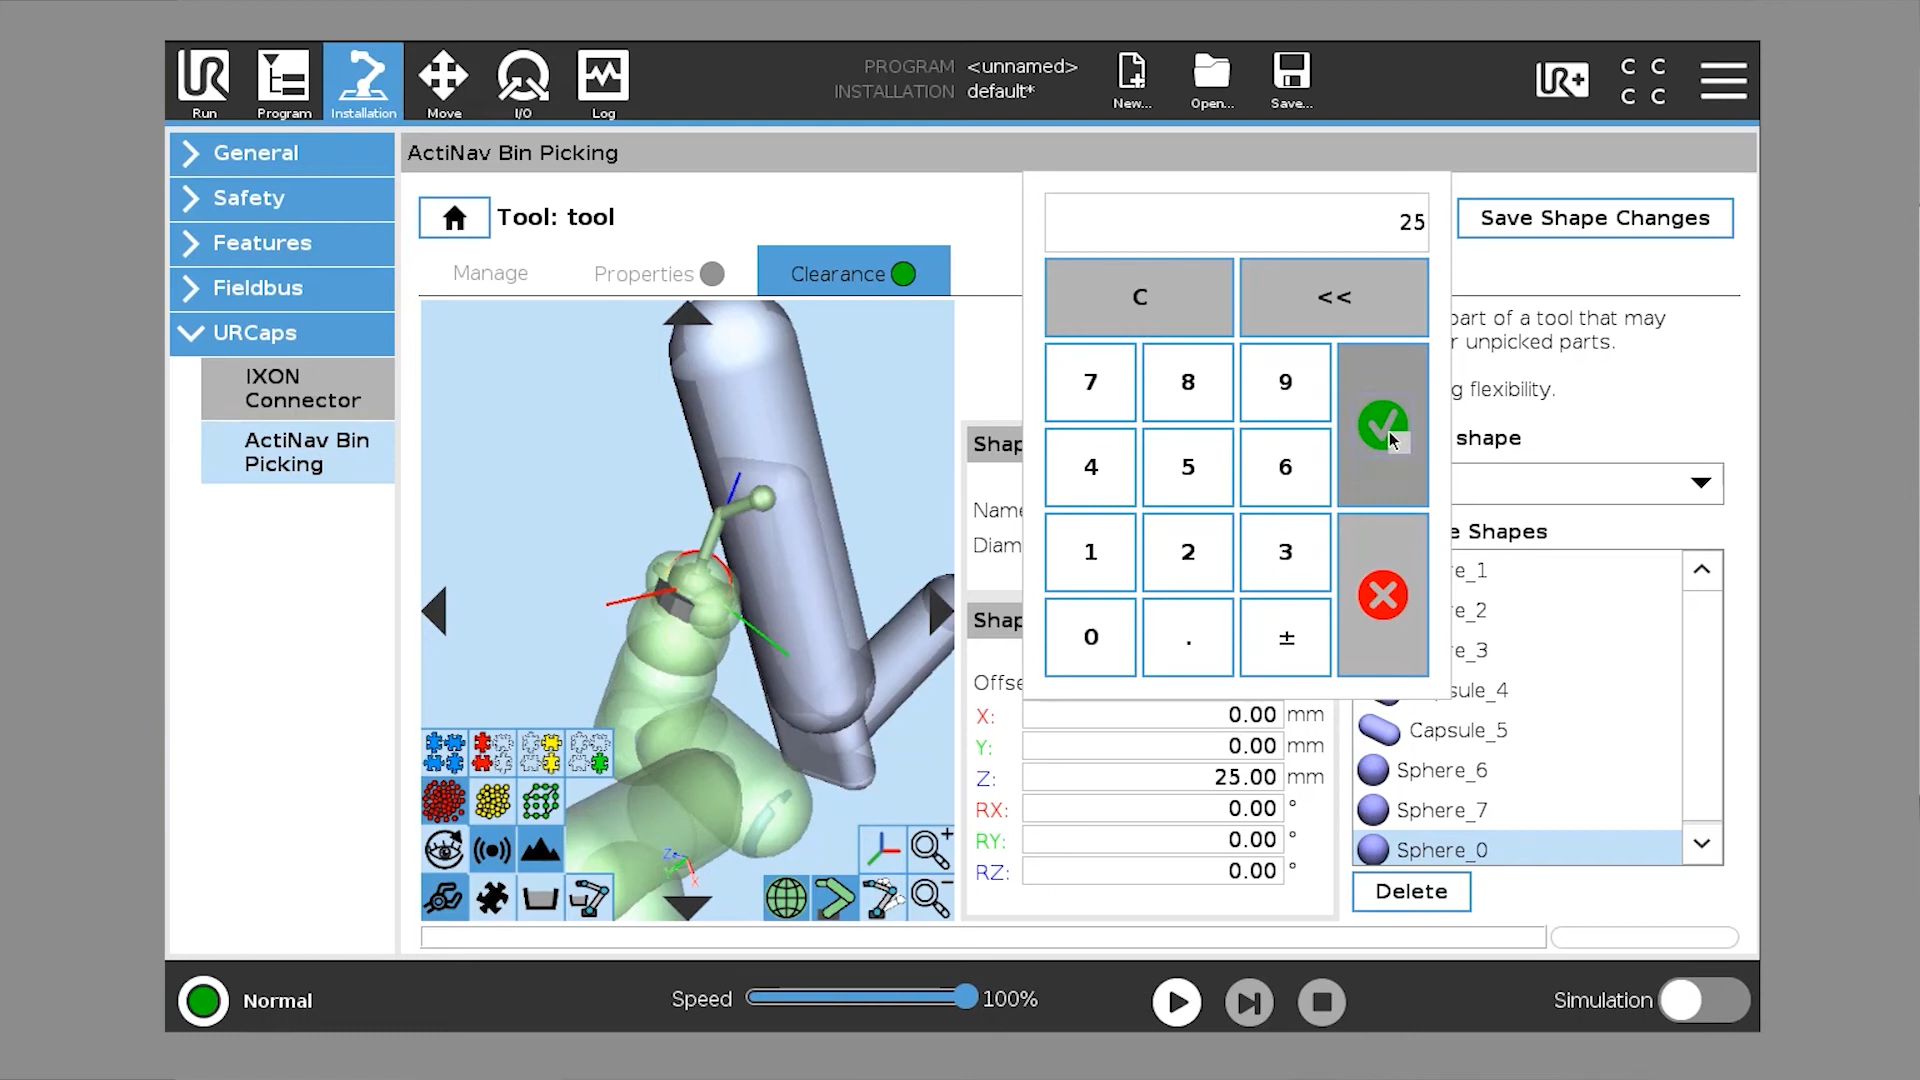 PROGRAM <unnamed>
INSTALLATION default*
Run
Program
Installation
Move
I/O
Log
New...
Open...
Save...
UR+
C C
C C
General
Safety
Features
Fieldbus
URCaps
IXON
Connector
ActiNav Bin
Picking
ActiNav Bin Picking
Tool: tool
Save Shape Changes
Manage
Properties
Clearance
25
C
<<
7
8
9
4
5
6
1
2
3
0
.
±
part of a tool that may
r unpicked parts.
g flexibility.
shape
Shap
Name
Diam
Shap
Offse
X: 0.00 mm
Y: 0.00 mm
Z: 25.00 mm
RX: 0.00 °
RY: 0.00 °
RZ: 0.00 °
e Shapes
re_1
re_2
re_3
sule_4
Capsule_5
Sphere_6
Sphere_7
Sphere_0
Delete
Normal
Speed
100%
Simulation